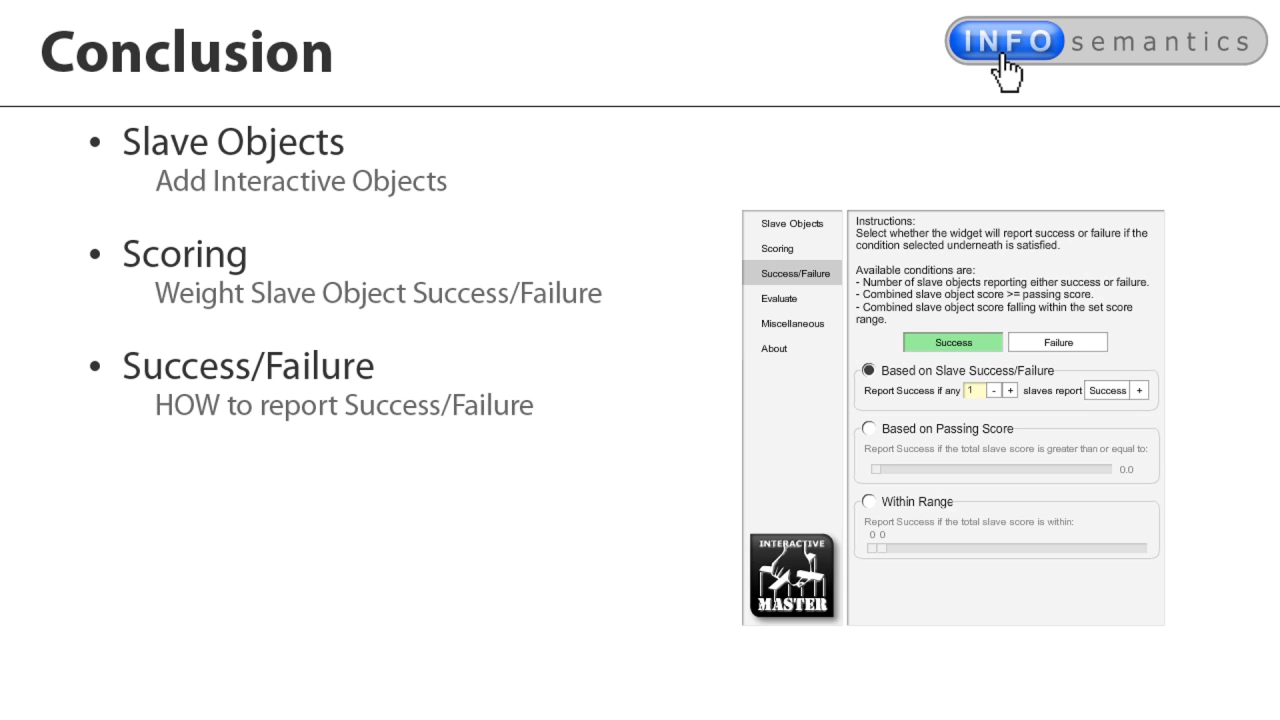 Conclusion
INFO semantics
• Slave Objects
Add Interactive Objects
• Scoring
Weight Slave Object Success/Failure
• Success/Failure
HOW to report Success/Failure
Slave Objects
Scoring
Success/Failure
Evaluate
Miscellaneous
About
INTERACTIVE
MASTER
Instructions:
Select whether the widget will report success or failure if the
condition selected underneath is satisfied.
Available conditions are:
- Number of slave objects reporting either success or failure.
- Combined slave object score >= passing score.
- Combined slave object score falling within the set score
range.
Success Failure
Based on Slave Success/Failure
Report Success if any 1 - + slaves report Success +
Based on Passing Score
Report Success if the total slave score is greater than or equal to:
0.0
Within Range
Report Success if the total slave score is within:
0 0